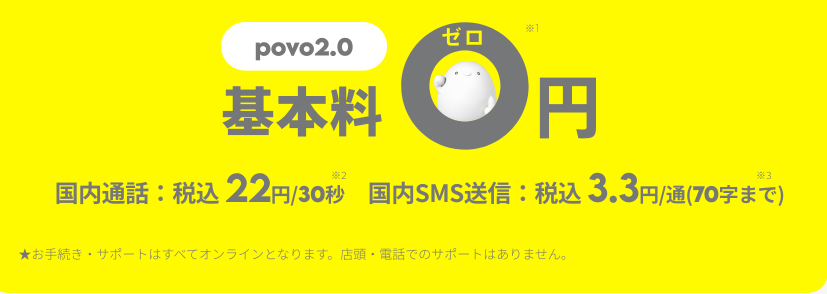 povo2.0
基本料 ゼロ 0円 ※1
国内通話：税込 22円/30秒 ※2 国内SMS送信：税込 3.3円/通(70字まで) ※3
★お手続き・サポートはすべてオンラインとなります。店頭・電話でのサポートはありません。